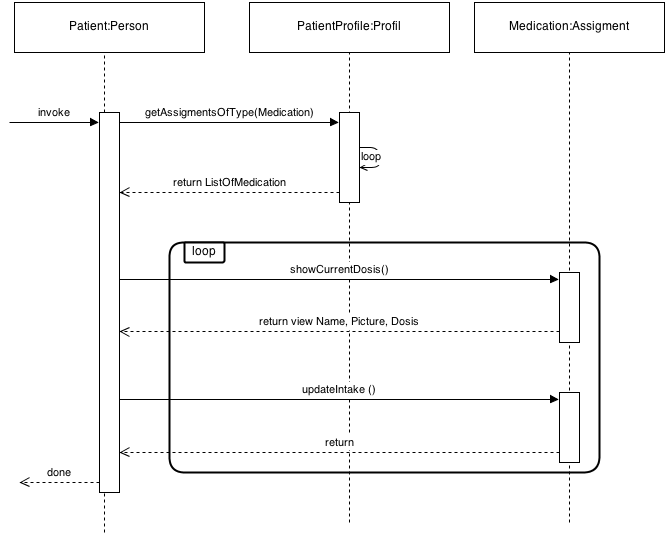 Patient:Person
PatientProfile:Profil
Medication:Assigment
invoke
getAssigmentsOfType(Medication)
loop
return ListOfMedication
loop
showCurrentDosis()
return view Name, Picture, Dosis
updateIntake ()
return
done